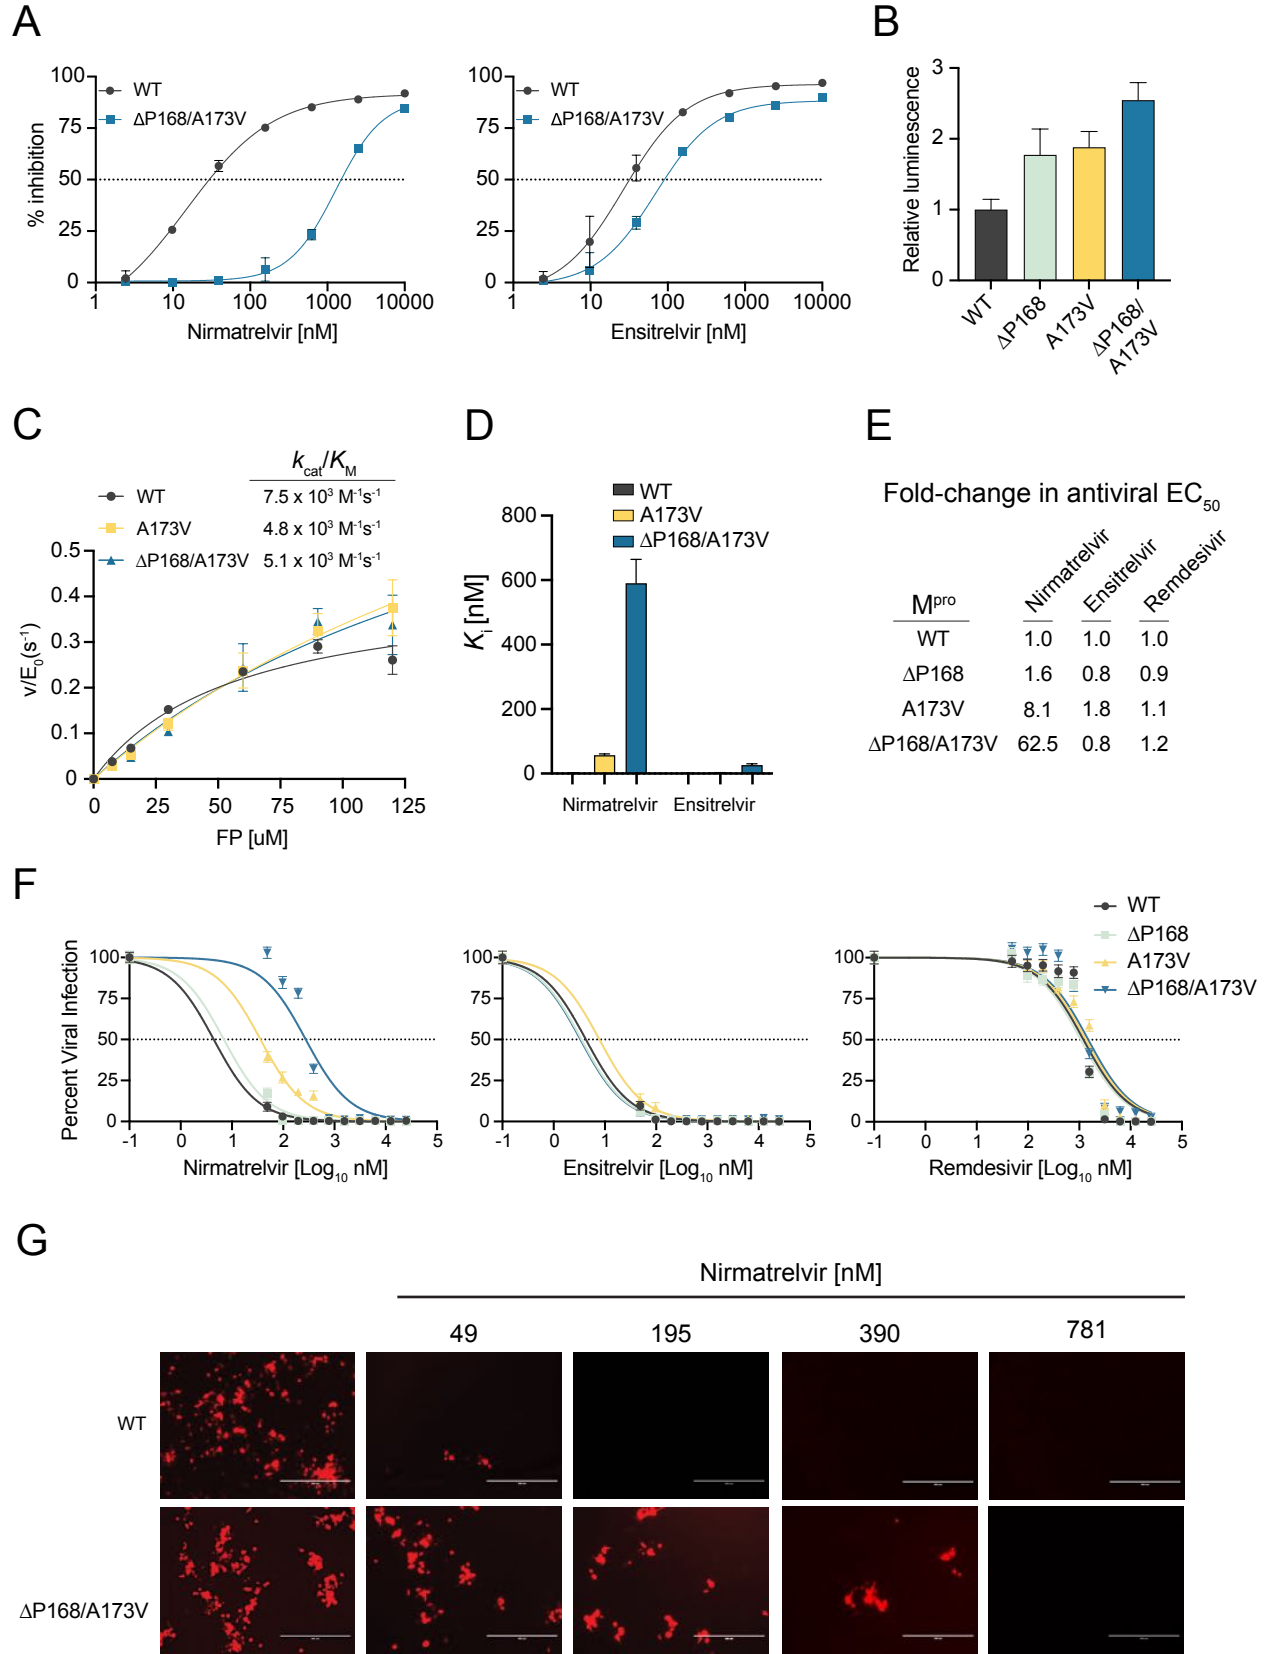 A
100
75
50
25
0
% inhibition
WT
ΔP168/A173V
1 10 100 1000 10000
Nirmatrelvir [nM]
100
75
50
25
0
WT
ΔP168/A173V
1 10 100 1000 10000
Ensitrelvir [nM]
B
Relative luminescence
3
2
1
0
WT
ΔP168
A173V
ΔP168/
A173V
C
k_cat/K_M
WT 7.5 x 10³ M⁻¹s⁻¹
A173V 4.8 x 10³ M⁻¹s⁻¹
ΔP168/A173V 5.1 x 10³ M⁻¹s⁻¹
0.5
0.4
0.3
0.2
0.1
0
v/E₀(s⁻¹)
0 25 50 75 100 125
FP [uM]
D
WT
A173V
ΔP168/A173V
800
600
400
200
0
K_i [nM]
Nirmatrelvir Ensitrelvir
E
Fold-change in antiviral EC₅₀
Mᵖʳᵒ Nirmatrelvir Ensitrelvir Remdesivir
WT 1.0 1.0 1.0
ΔP168 1.6 0.8 0.9
A173V 8.1 1.8 1.1
ΔP168/A173V 62.5 0.8 1.2
F
WT
ΔP168
A173V
ΔP168/A173V
Percent Viral Infection
100
75
50
25
0
-1 0 1 2 3 4 5
Nirmatrelvir [Log₁₀ nM]
100
75
50
25
0
-1 0 1 2 3 4 5
Ensitrelvir [Log₁₀ nM]
100
75
50
25
0
-1 0 1 2 3 4 5
Remdesivir [Log₁₀ nM]
G
Nirmatrelvir [nM]
49 195 390 781
WT
ΔP168/A173V